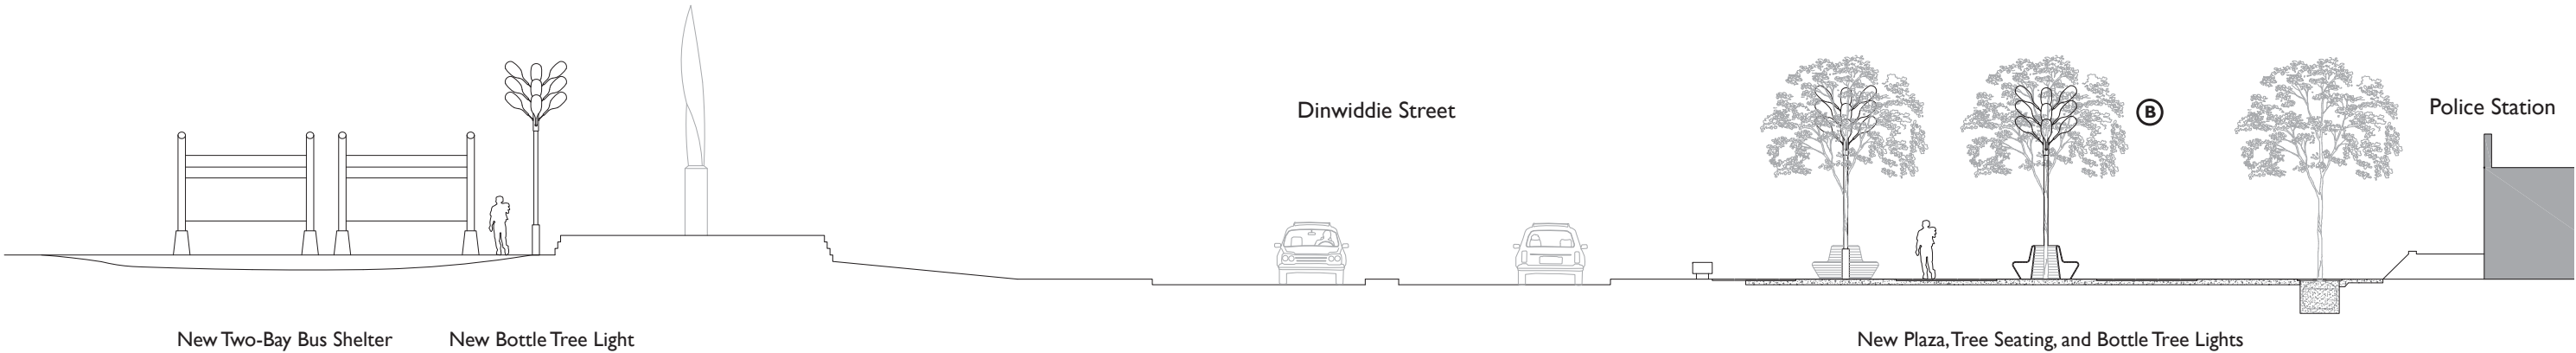 Dinwiddie Street
B
Police Station
New Two-Bay Bus Shelter
New Bottle Tree Light
New Plaza, Tree Seating, and Bottle Tree Lights